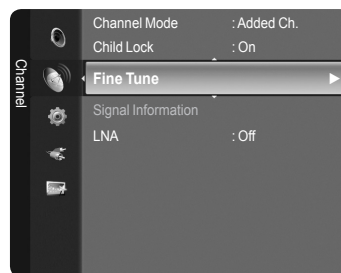 Channel
Channel Mode : Added Ch.
Child Lock : On
Fine Tune ►
Signal Information
LNA : Off